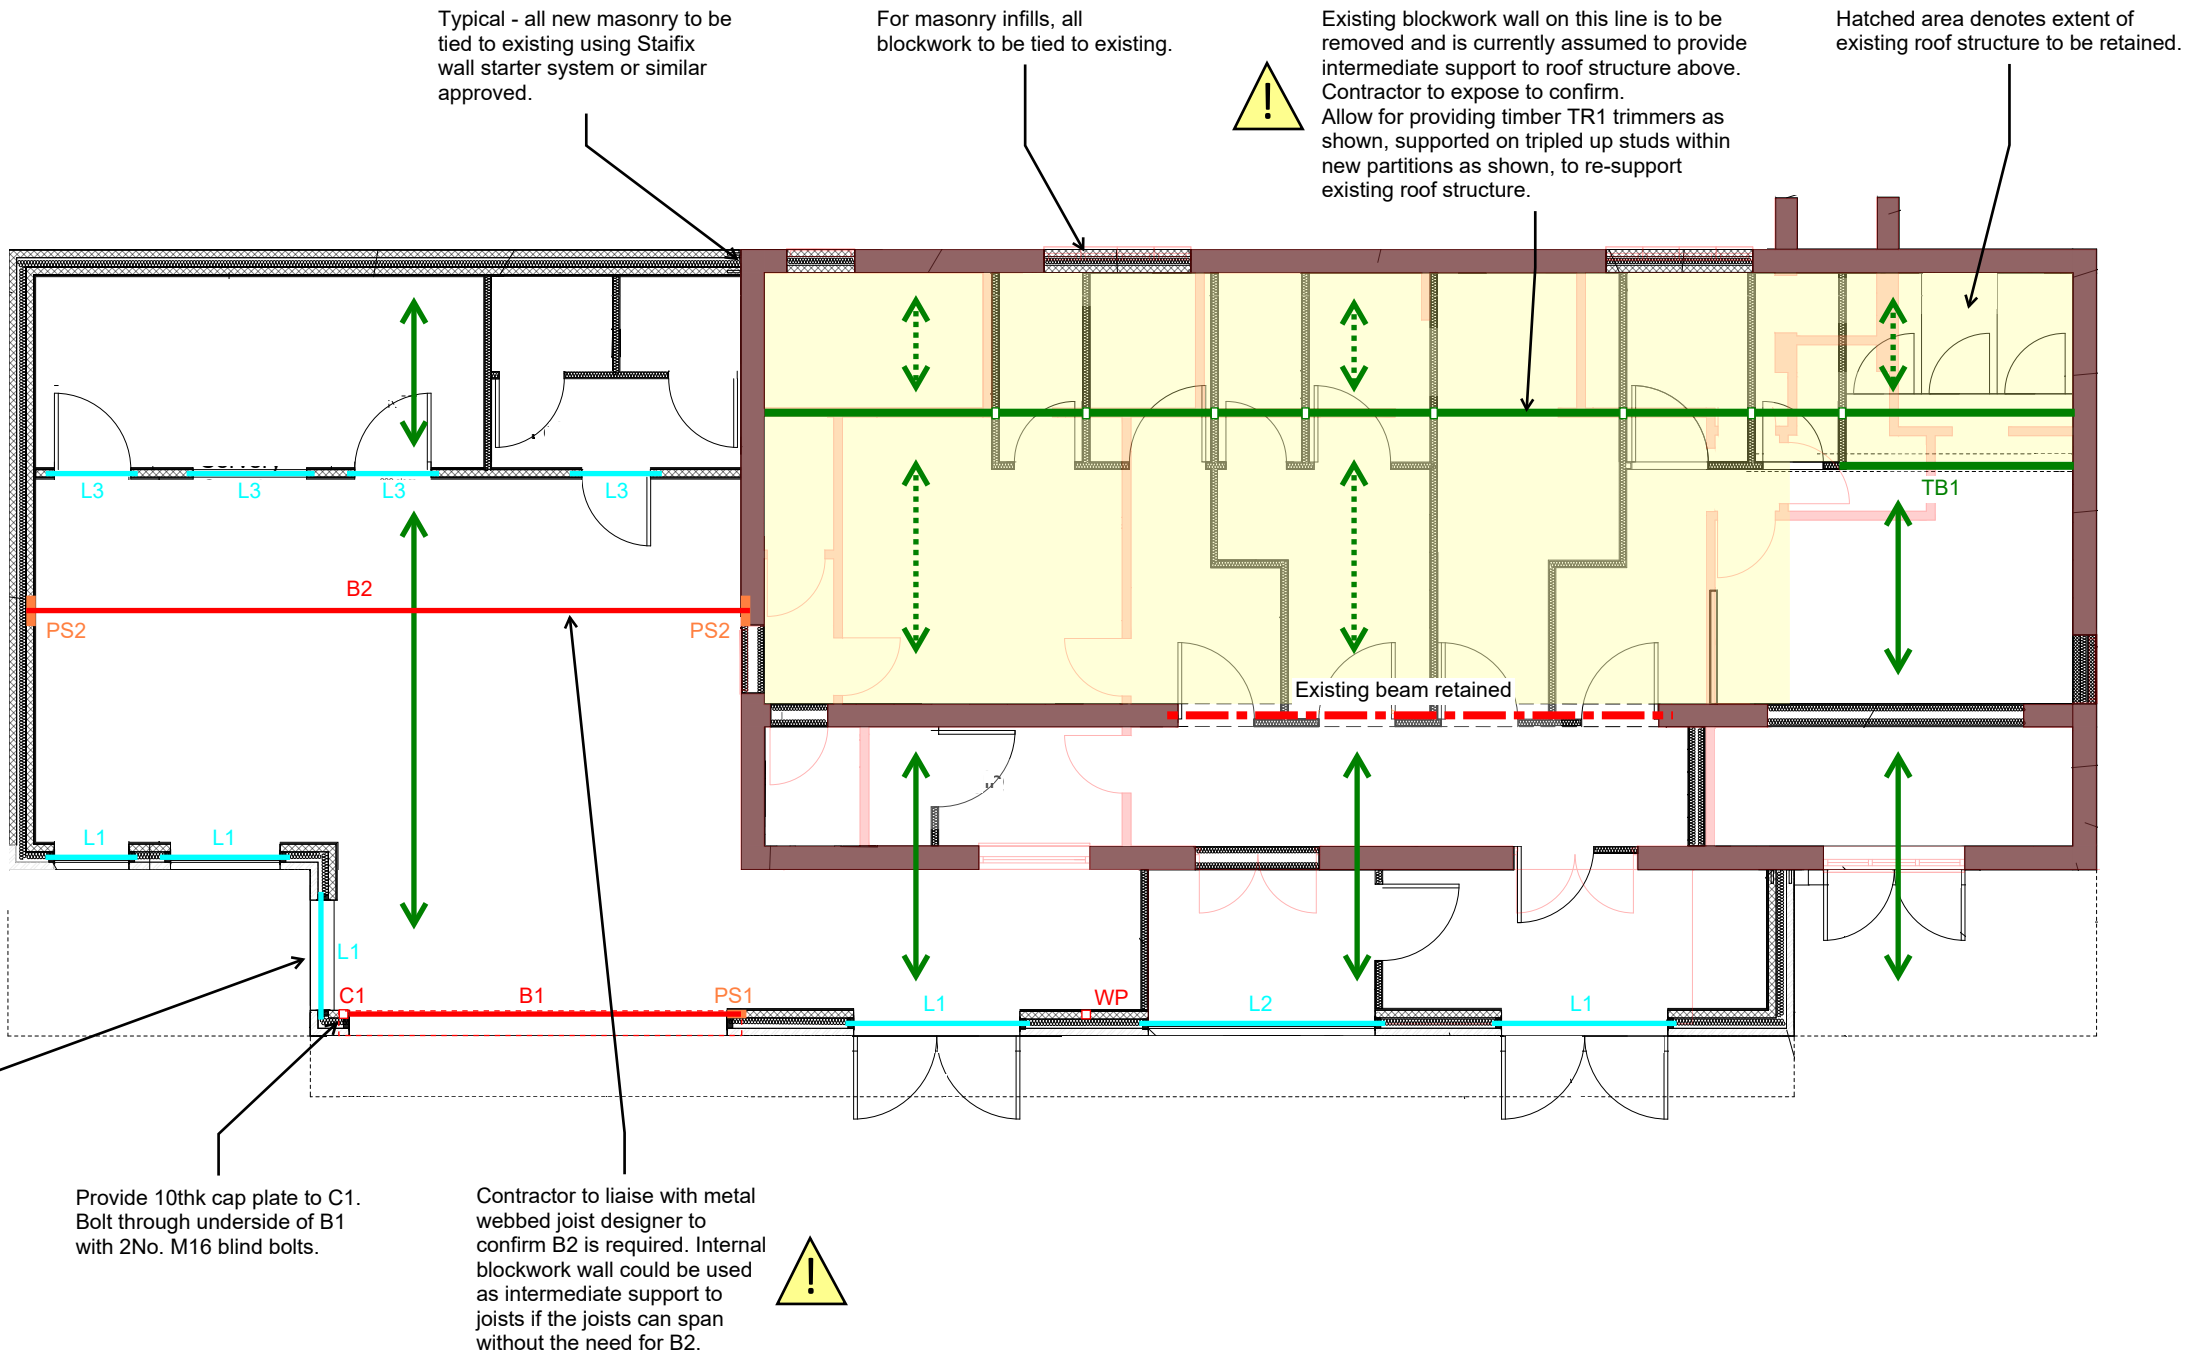 Typical - all new masonry to be
tied to existing using Staifix
wall starter system or similar
approved.
For masonry infills, all
blockwork to be tied to existing.
Existing blockwork wall on this line is to be
removed and is currently assumed to provide
intermediate support to roof structure above.
Contractor to expose to confirm.
Allow for providing timber TR1 trimmers as
shown, supported on tripled up studs within
new partitions as shown, to re-support
existing roof structure.
Hatched area denotes extent of
existing roof structure to be retained.
L3
L3
L3
L3
TB1
B2
PS2
PS2
Existing beam retained
L1
L1
L1
C1
B1
PS1
L1
WP
L2
L1
Provide 10thk cap plate to C1.
Bolt through underside of B1
with 2No. M16 blind bolts.
Contractor to liaise with metal
webbed joist designer to
confirm B2 is required. Internal
blockwork wall could be used
as intermediate support to
joists if the joists can span
without the need for B2.